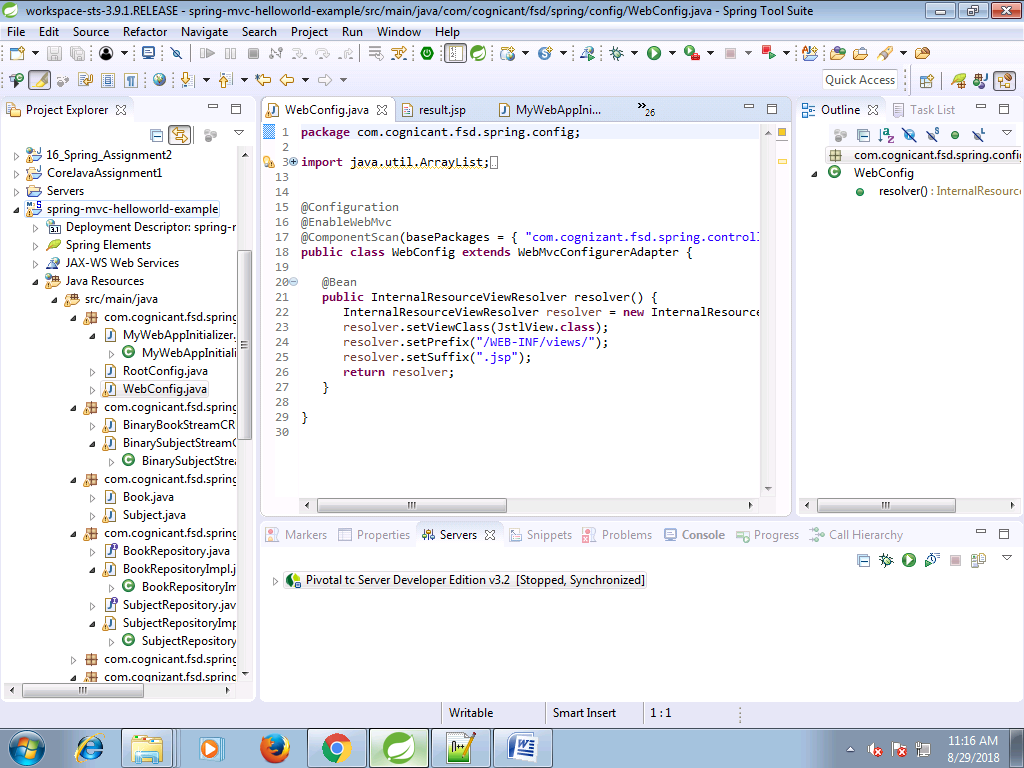 workspace-sts-3.9.1.RELEASE - spring-mvc-helloworld-example/src/main/java/com/cognicant/fsd/spring/config/WebConfig.java - Spring Tool Suite
File Edit Source Refactor Navigate Search Project Run Window Help
Quick Access
Project Explorer
16_Spring_Assignment2
CoreJavaAssignment1
Servers
spring-mvc-helloworld-example
Deployment Descriptor: spring-r
Spring Elements
JAX-WS Web Services
Java Resources
src/main/java
com.cognicant.fsd.spring
MyWebAppInitializer.
MyWebAppInitiali
RootConfig.java
WebConfig.java
com.cognicant.fsd.spring
BinaryBookStreamCR
BinarySubjectStreamC
BinarySubjectStrea
com.cognicant.fsd.spring
Book.java
Subject.java
com.cognicant.fsd.spring
BookRepository.java
BookRepositoryImpl.j
BookRepositoryIm
SubjectRepository.jav
SubjectRepositoryImp
SubjectRepository
com.cognicant.fsd.spring
com.cognizant.fsd.spring
WebConfig.java result.jsp MyWebAppIni... »26
1 package com.cognicant.fsd.spring.config;
2
3 import java.util.ArrayList;
13
14
15 @Configuration
16 @EnableWebMvc
17 @ComponentScan(basePackages = { "com.cognizant.fsd.spring.controll
18 public class WebConfig extends WebMvcConfigurerAdapter {
19
20 @Bean
21 public InternalResourceViewResolver resolver() {
22 InternalResourceViewResolver resolver = new InternalResource
23 resolver.setViewClass(JstlView.class);
24 resolver.setPrefix("/WEB-INF/views/");
25 resolver.setSuffix(".jsp");
26 return resolver;
27 }
28
29 }
30
Outline Task List
com.cognicant.fsd.spring.config
WebConfig
resolver() : InternalResource
Markers Properties Servers Snippets Problems Console Progress Call Hierarchy
Pivotal tc Server Developer Edition v3.2 [Stopped, Synchronized]
Writable Smart Insert 1 : 1
11:16 AM
8/29/2018